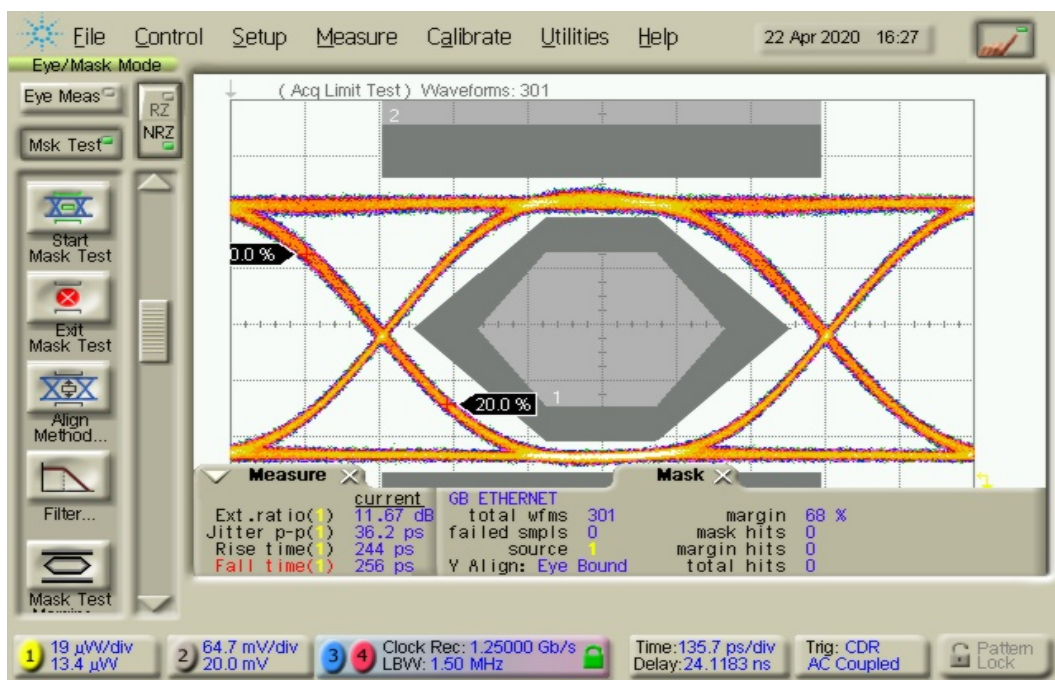 File Control Setup Measure Calibrate Utilities Help 22 Apr 2020 16:27
Eye/Mask Mode
Eye Meas
RZ
NRZ
Msk Test
Start
Mask Test
Exit
Mask Test
Align
Method...
Filter...
Mask Test
( Acq Limit Test ) Waveforms: 301
2
0.0 %
20.0 %
1
Measure
current
Ext.ratio(1) 11.67 dB
Jitter p-p(1) 36.2 ps
Rise time(1) 244 ps
Fall time(1) 256 ps
Mask
GB ETHERNET
total wfms 301 margin 68 %
failed smpls 0 mask hits 0
source 1 margin hits 0
Y Align: Eye Bound total hits 0
1 19 µW/div
13.4 µW
2 64.7 mV/div
20.0 mV
3 4 Clock Rec: 1.25000 Gb/s
LBW: 1.50 MHz
Time:135.7 ps/div
Delay:24.1183 ns
Trig: CDR
AC Coupled
Pattern
Lock